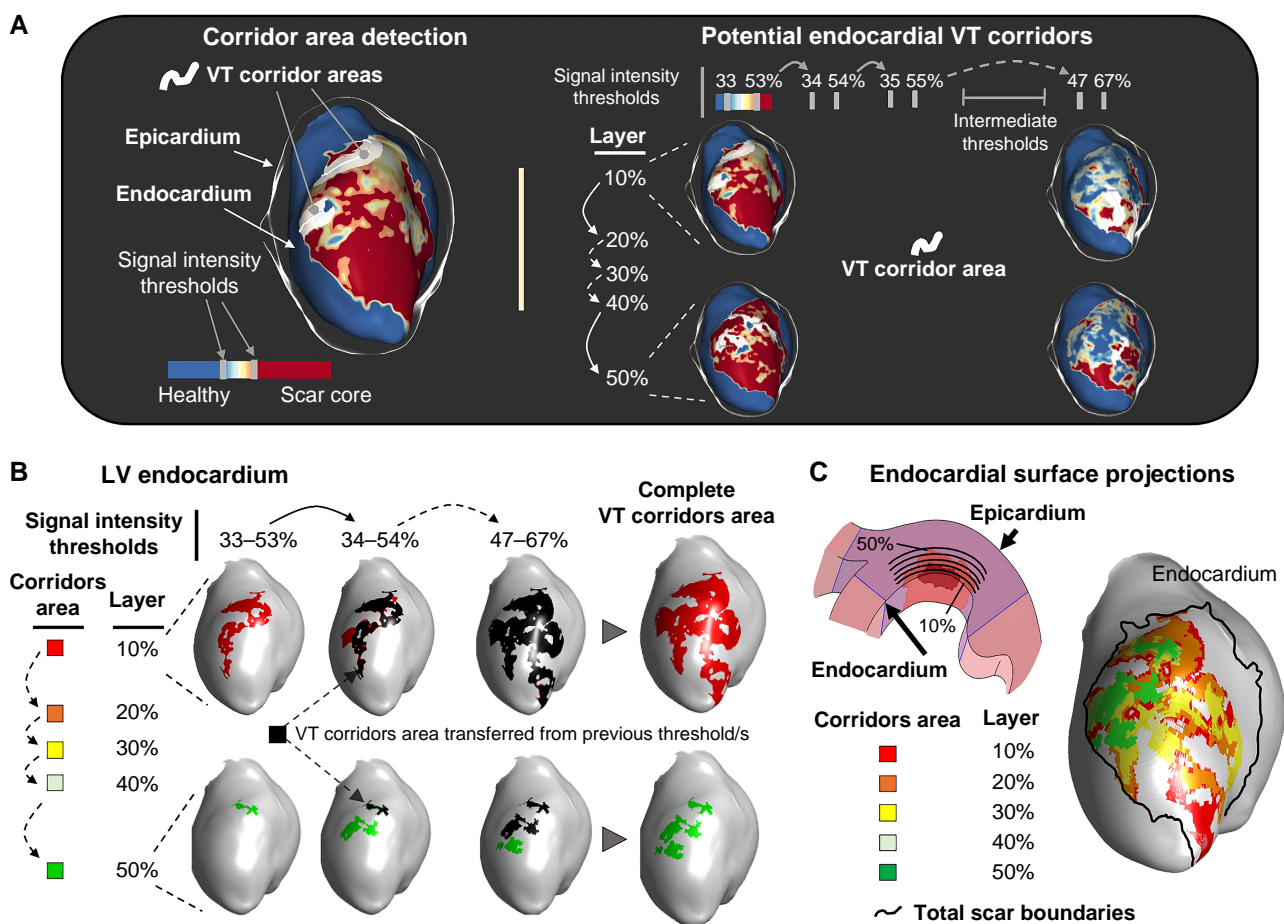 A
Corridor area detection
VT corridor areas
Epicardium
Endocardium
Signal intensity
thresholds
Healthy
Scar core
Potential endocardial VT corridors
Signal intensity
thresholds
33 53%
34 54%
35 55%
47 67%
Intermediate
thresholds
Layer
10%
20%
30%
40%
50%
VT corridor area
B
LV endocardium
Signal intensity
thresholds
33–53%
34–54%
47–67%
Complete
VT corridors area
Corridors
area
Layer
10%
20%
30%
40%
50%
VT corridors area transferred from previous threshold/s
C
Endocardial surface projections
Epicardium
50%
10%
Endocardium
Endocardium
Corridors area
Layer
10%
20%
30%
40%
50%
Total scar boundaries